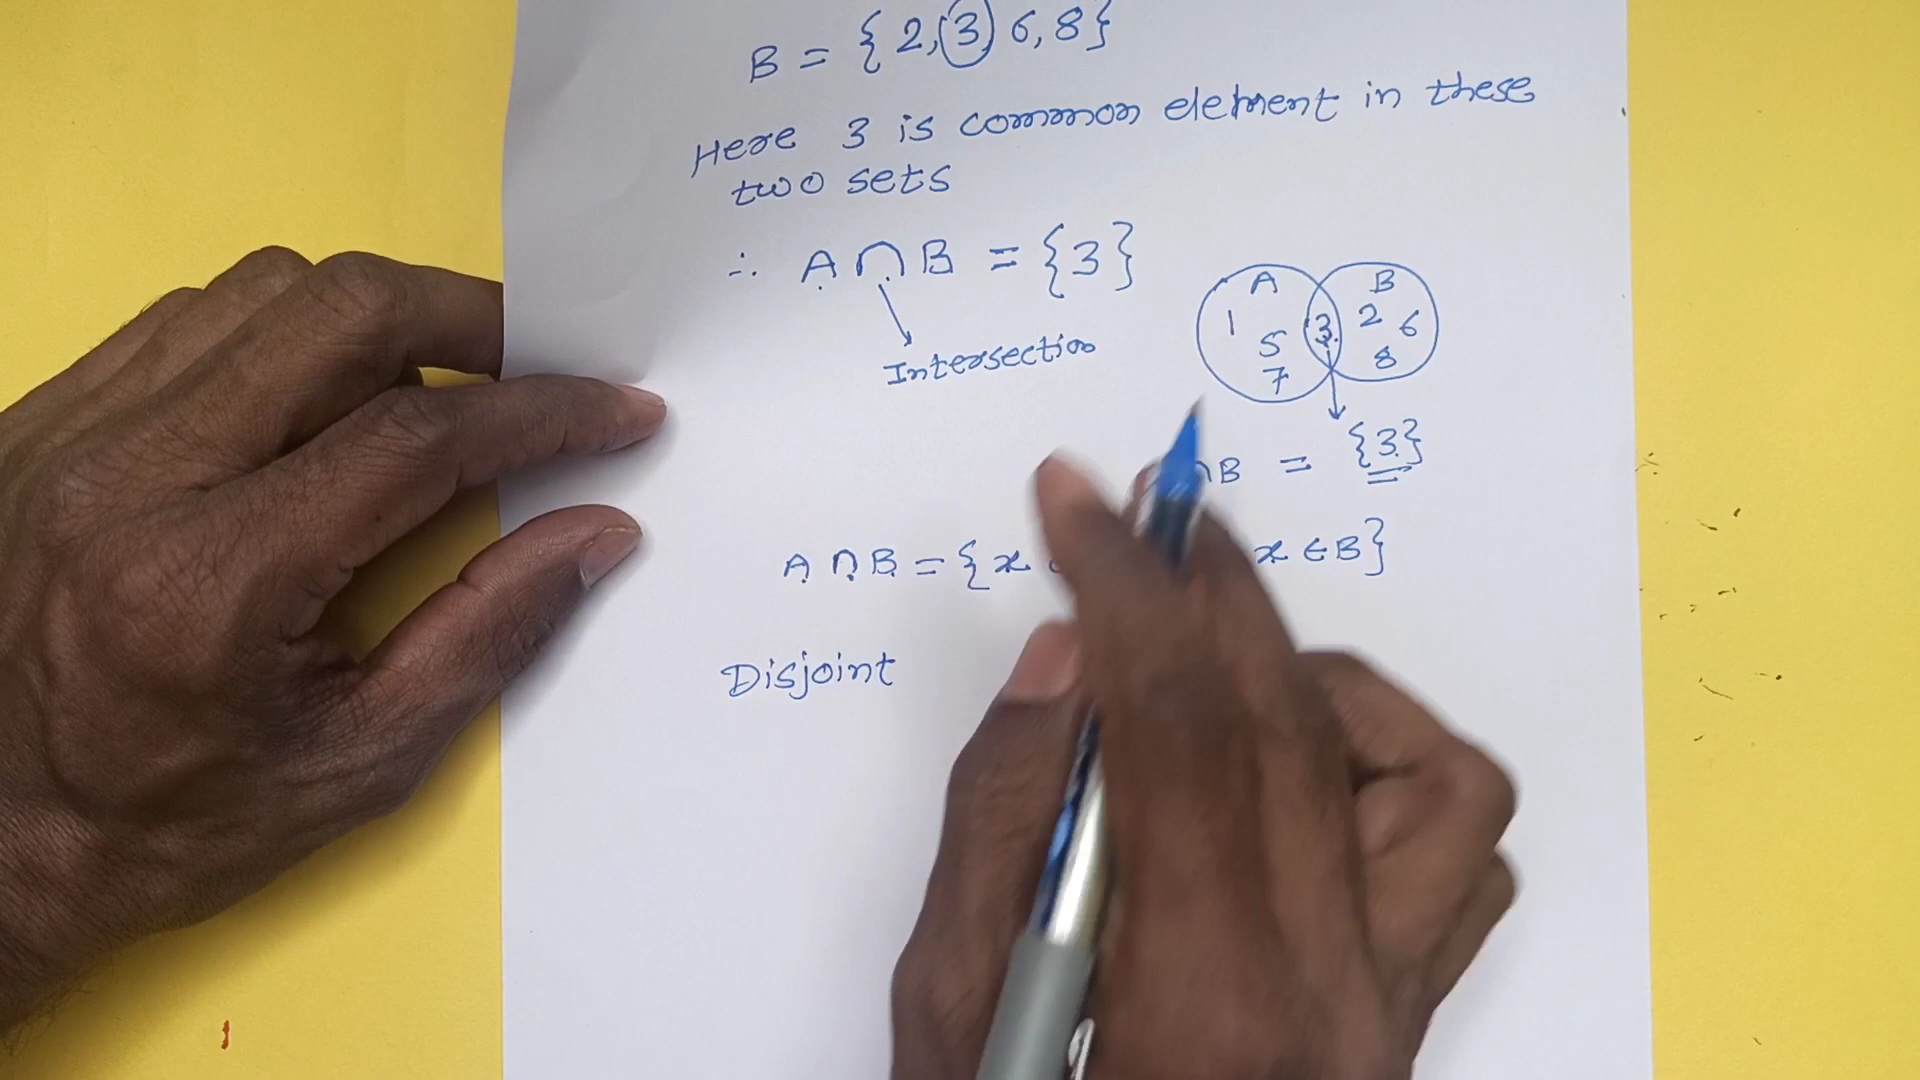 B = { 2, 3 6, 8 }
Here 3 is common element in these
two sets
∴ A ∩ B = { 3 }
Intersection
A B
1 5 7 3 2 6 8
∩ B = { 3 }
A ∩ B = { x x ∈ B }
Disjoint